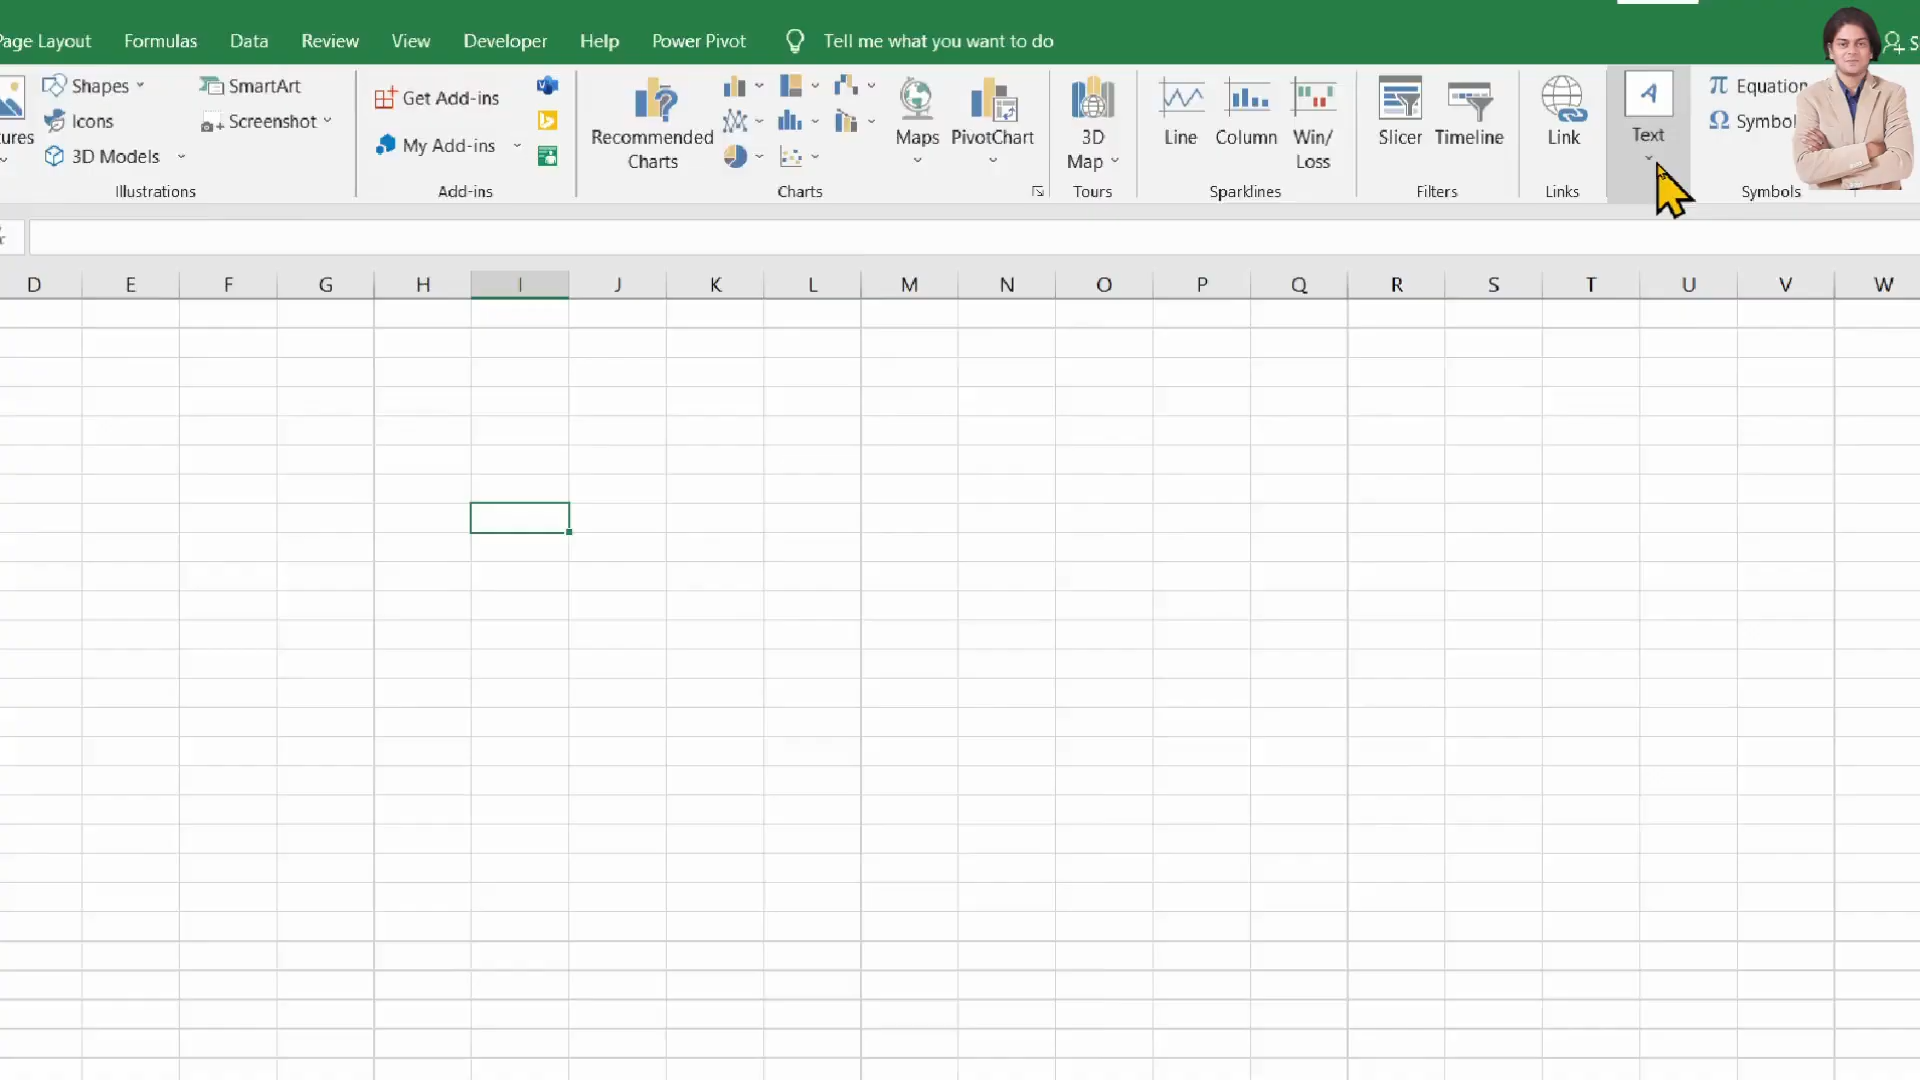 Page Layout Formulas Data Review View Developer Help Power Pivot Tell me what you want to do
Shapes SmartArt
Icons Screenshot
3D Models
Illustrations
Get Add-ins
My Add-ins
Add-ins
Recommended
Charts
Maps PivotChart
Charts
3D
Map
Tours
Line Column Win/
Loss
Sparklines
Slicer Timeline
Filters
Link
Links
Text
π Equation
Ω Symbol
Symbols
D E F G H I J K L M N O P Q R S T U V W